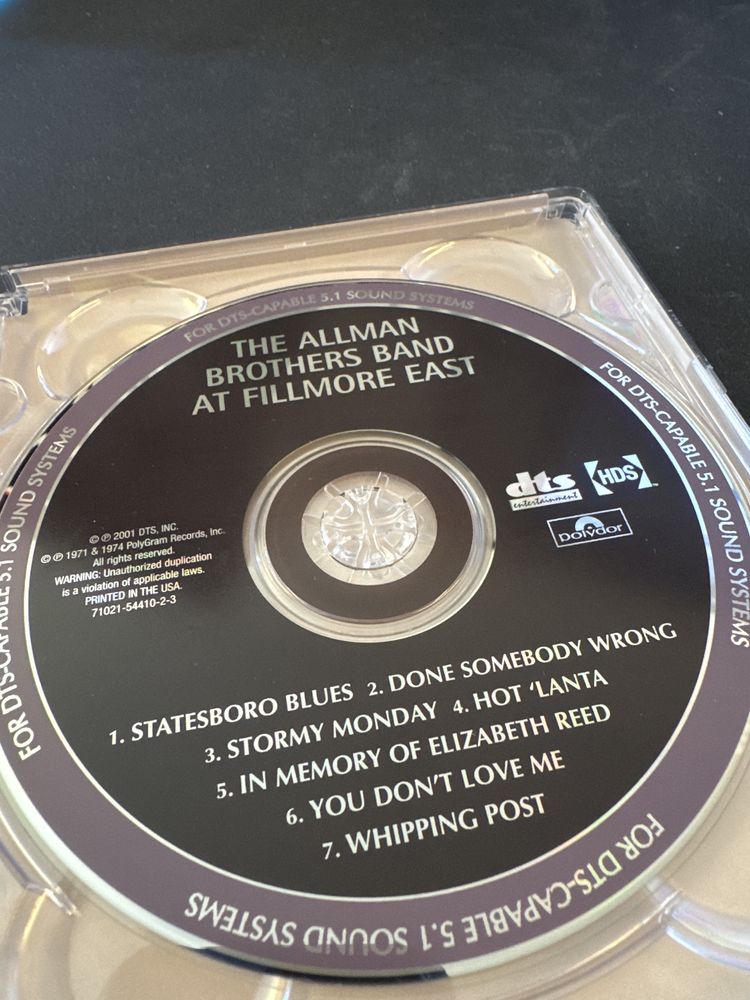 FOR DTS-CAPABLE 5.1 SOUND SYSTEMS
THE ALLMAN
BROTHERS BAND
AT FILLMORE EAST
FOR DTS-CAPABLE 5.1 SOUND SYSTEMS
dts
entertainment
HDS
™
Polydor
© ℗ 2001 DTS, INC.
© ℗ 1971 & 1974 PolyGram Records, Inc.
All rights reserved.
WARNING: Unauthorized duplication
is a violation of applicable laws.
PRINTED IN THE USA.
71021-54410-2-3
1. STATESBORO BLUES 2. DONE SOMEBODY WRONG
3. STORMY MONDAY 4. HOT 'LANTA
5. IN MEMORY OF ELIZABETH REED
6. YOU DON'T LOVE ME
7. WHIPPING POST
FOR DTS-CAPABLE 5.1 SOUND SYSTEMS
FOR DTS-CAPABLE 5.1 SOUND SYSTEMS